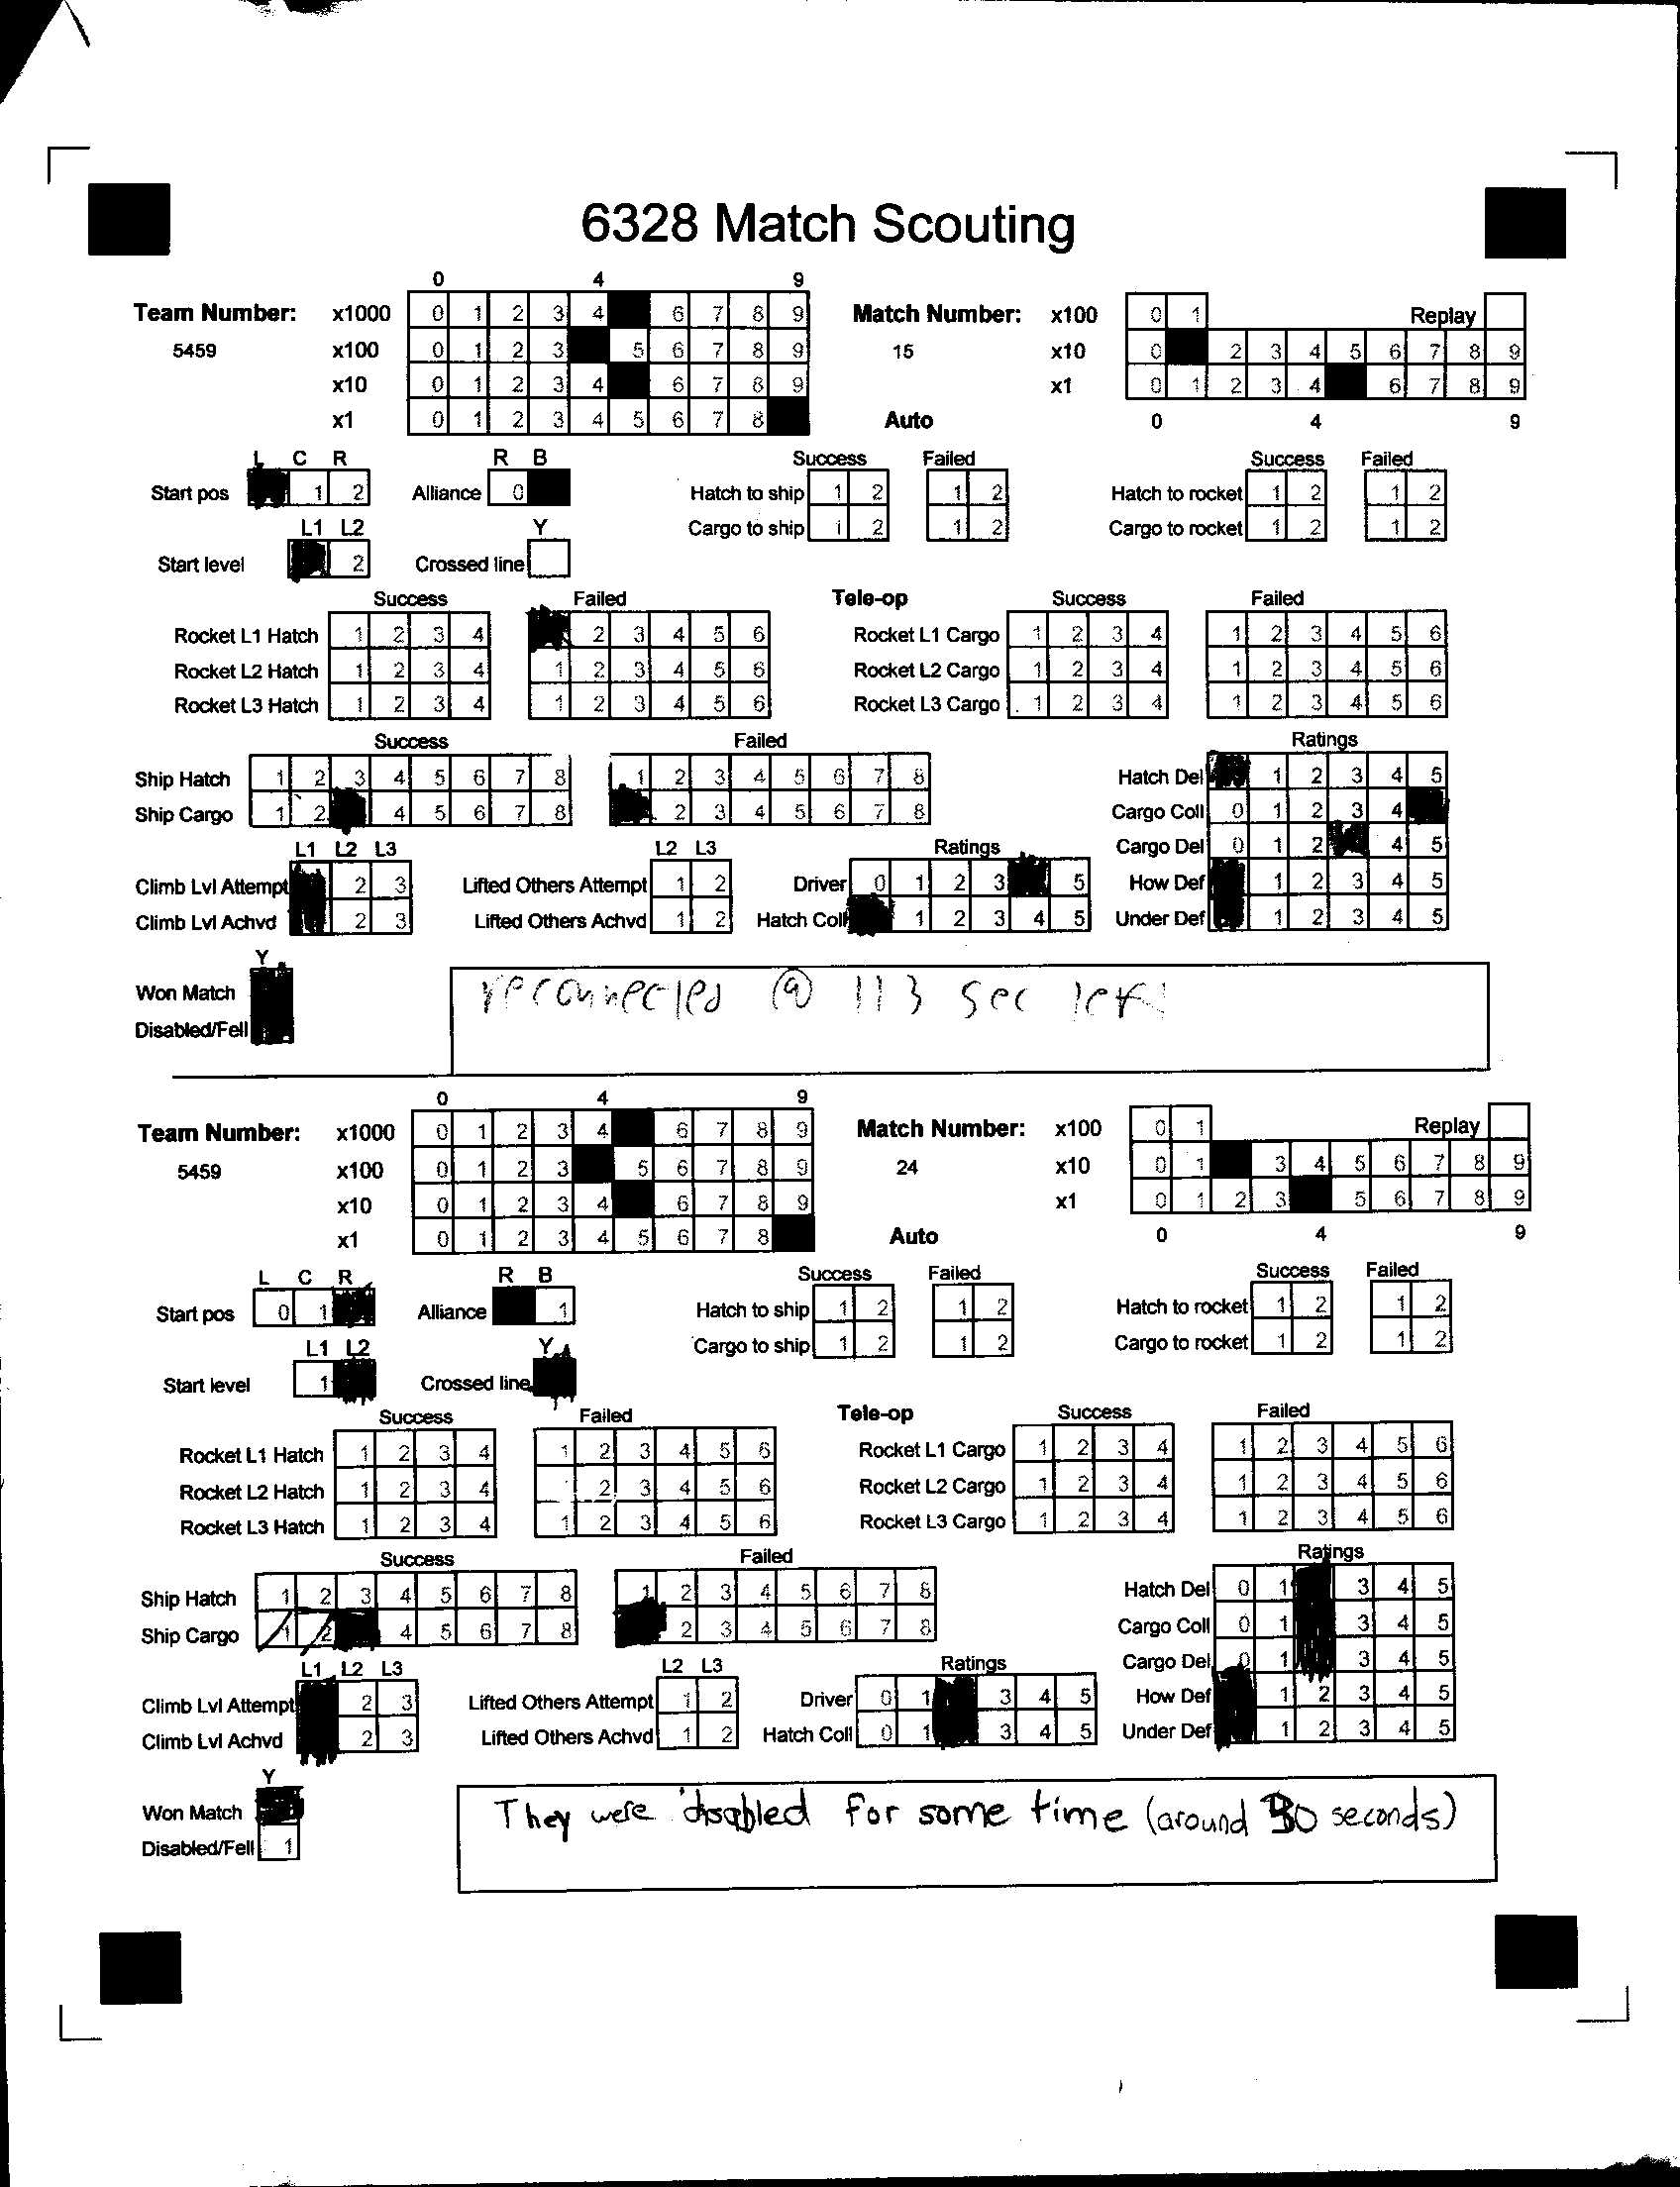 6328 Match Scouting
0 4 9
Team Number: x1000 0 1 2 3 4 6 7 8 9 Match Number: x100 0 1 Replay
5459 x100 0 1 2 3 5 6 7 8 9 15 x10 0 2 3 4 5 6 7 8 9
x10 0 1 2 3 4 6 7 8 9 x1 0 1 2 3 4 6 7 8 9
x1 0 1 2 3 4 5 6 7 8 Auto 0 4 9
L C R R B Success Failed Success Failed
Start pos 1 2 Alliance 0 Hatch to ship 1 2 1 2 Hatch to rocket 1 2 1 2
Cargo to ship 1 2 1 2 Cargo to rocket 1 2 1 2
L1 L2 Y
Start level 2 Crossed line
Success Failed Tele-op Success Failed
Rocket L1 Hatch 1 2 3 4 2 3 4 5 6 Rocket L1 Cargo 1 2 3 4 1 2 3 4 5 6
Rocket L2 Hatch 1 2 3 4 1 2 3 4 5 6 Rocket L2 Cargo 1 2 3 4 1 2 3 4 5 6
Rocket L3 Hatch 1 2 3 4 1 2 3 4 5 6 Rocket L3 Cargo 1 2 3 4 1 2 3 4 5 6
Success Failed Ratings
Ship Hatch 1 2 3 4 5 6 7 8 1 2 3 4 5 6 7 8 Hatch Del 1 2 3 4 5
Ship Cargo 1 2 4 5 6 7 8 2 3 4 5 6 7 8 Cargo Coll 0 1 2 3 4
L1 L2 L3 L2 L3 Ratings Cargo Del 0 1 2 4 5
Climb Lvl Attempt 2 3 Lifted Others Attempt 1 2 Driver 0 1 2 3 5 How Def 1 2 3 4 5
Climb Lvl Achvd 2 3 Lifted Others Achvd 1 2 Hatch Coll 1 2 3 4 5 Under Def 1 2 3 4 5
Y
Won Match
Disabled/Fell
reconnected @ 113 sec left
0 4 9
Team Number: x1000 0 1 2 3 4 6 7 8 9 Match Number: x100 0 1 Replay
5459 x100 0 1 2 3 5 6 7 8 9 24 x10 0 1 3 4 5 6 7 8 9
x10 0 1 2 3 4 6 7 8 9 x1 0 1 2 3 5 6 7 8 9
x1 0 1 2 3 4 5 6 7 8 Auto 0 4 9
L C R R B Success Failed Success Failed
Start pos 0 1 Alliance 1 Hatch to ship 1 2 1 2 Hatch to rocket 1 2 1 2
Cargo to ship 1 2 1 2 Cargo to rocket 1 2 1 2
L1 L2 Y
Start level 1 Crossed line
Success Failed Tele-op Success Failed
Rocket L1 Hatch 1 2 3 4 1 2 3 4 5 6 Rocket L1 Cargo 1 2 3 4 1 2 3 4 5 6
Rocket L2 Hatch 1 2 3 4 2 3 4 5 6 Rocket L2 Cargo 1 2 3 4 1 2 3 4 5 6
Rocket L3 Hatch 1 2 3 4 1 2 3 4 5 6 Rocket L3 Cargo 1 2 3 4 1 2 3 4 5 6
Success Failed Ratings
Ship Hatch 1 2 3 4 5 6 7 8 1 2 3 4 5 6 7 8 Hatch Del 0 1 3 4 5
Ship Cargo 1 2 4 5 6 7 8 2 3 4 5 6 7 8 Cargo Coll 0 1 3 4 5
L1 L2 L3 L2 L3 Ratings Cargo Del 0 1 3 4 5
Climb Lvl Attempt 2 3 Lifted Others Attempt 1 2 Driver 0 1 3 4 5 How Def 1 2 3 4 5
Climb Lvl Achvd 2 3 Lifted Others Achvd 1 2 Hatch Coll 0 1 3 4 5 Under Def 1 2 3 4 5
Y
Won Match
Disabled/Fell 1
They were disabled for some time (around 30 seconds)